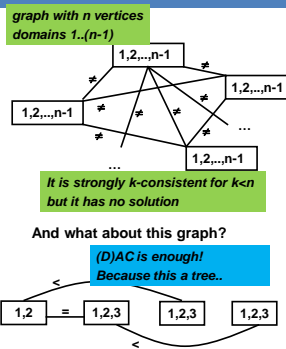 graph with n vertices
domains 1..(n-1)
1,2,..,n-1
≠ ≠
1,2,..,n-1
1,2,..,n-1
≠ ≠ ≠
≠ ≠
...
...
1,2,..,n-1
It is strongly k-consistent for k<n
but it has no solution
And what about this graph?
(D)AC is enough!
Because this a tree..
<
1,2 = 1,2,3 1,2,3 1,2,3
<